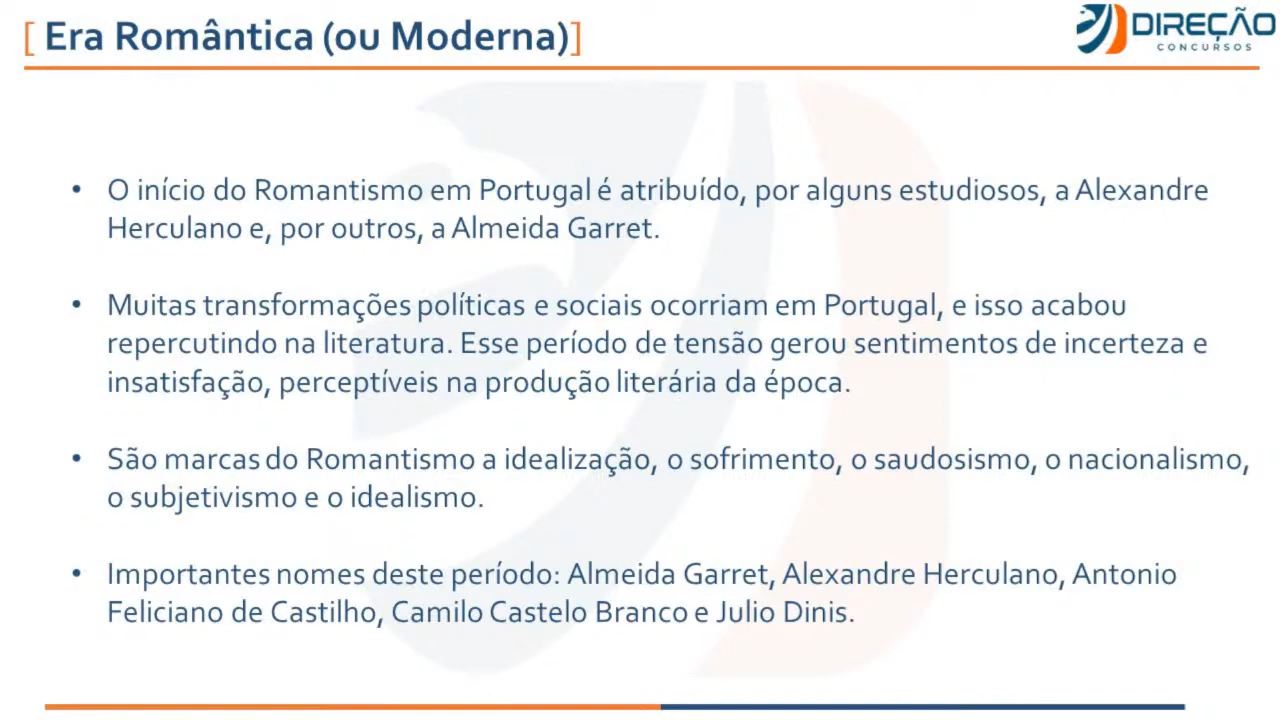 [ Era Romântica (ou Moderna)]
DIREÇÃO
CONCURSOS
• O início do Romantismo em Portugal é atribuído, por alguns estudiosos, a Alexandre
Herculano e, por outros, a Almeida Garret.
• Muitas transformações políticas e sociais ocorriam em Portugal, e isso acabou
repercutindo na literatura. Esse período de tensão gerou sentimentos de incerteza e
insatisfação, perceptíveis na produção literária da época.
• São marcas do Romantismo a idealização, o sofrimento, o saudosismo, o nacionalismo,
o subjetivismo e o idealismo.
• Importantes nomes deste período: Almeida Garret, Alexandre Herculano, Antonio
Feliciano de Castilho, Camilo Castelo Branco e Julio Dinis.